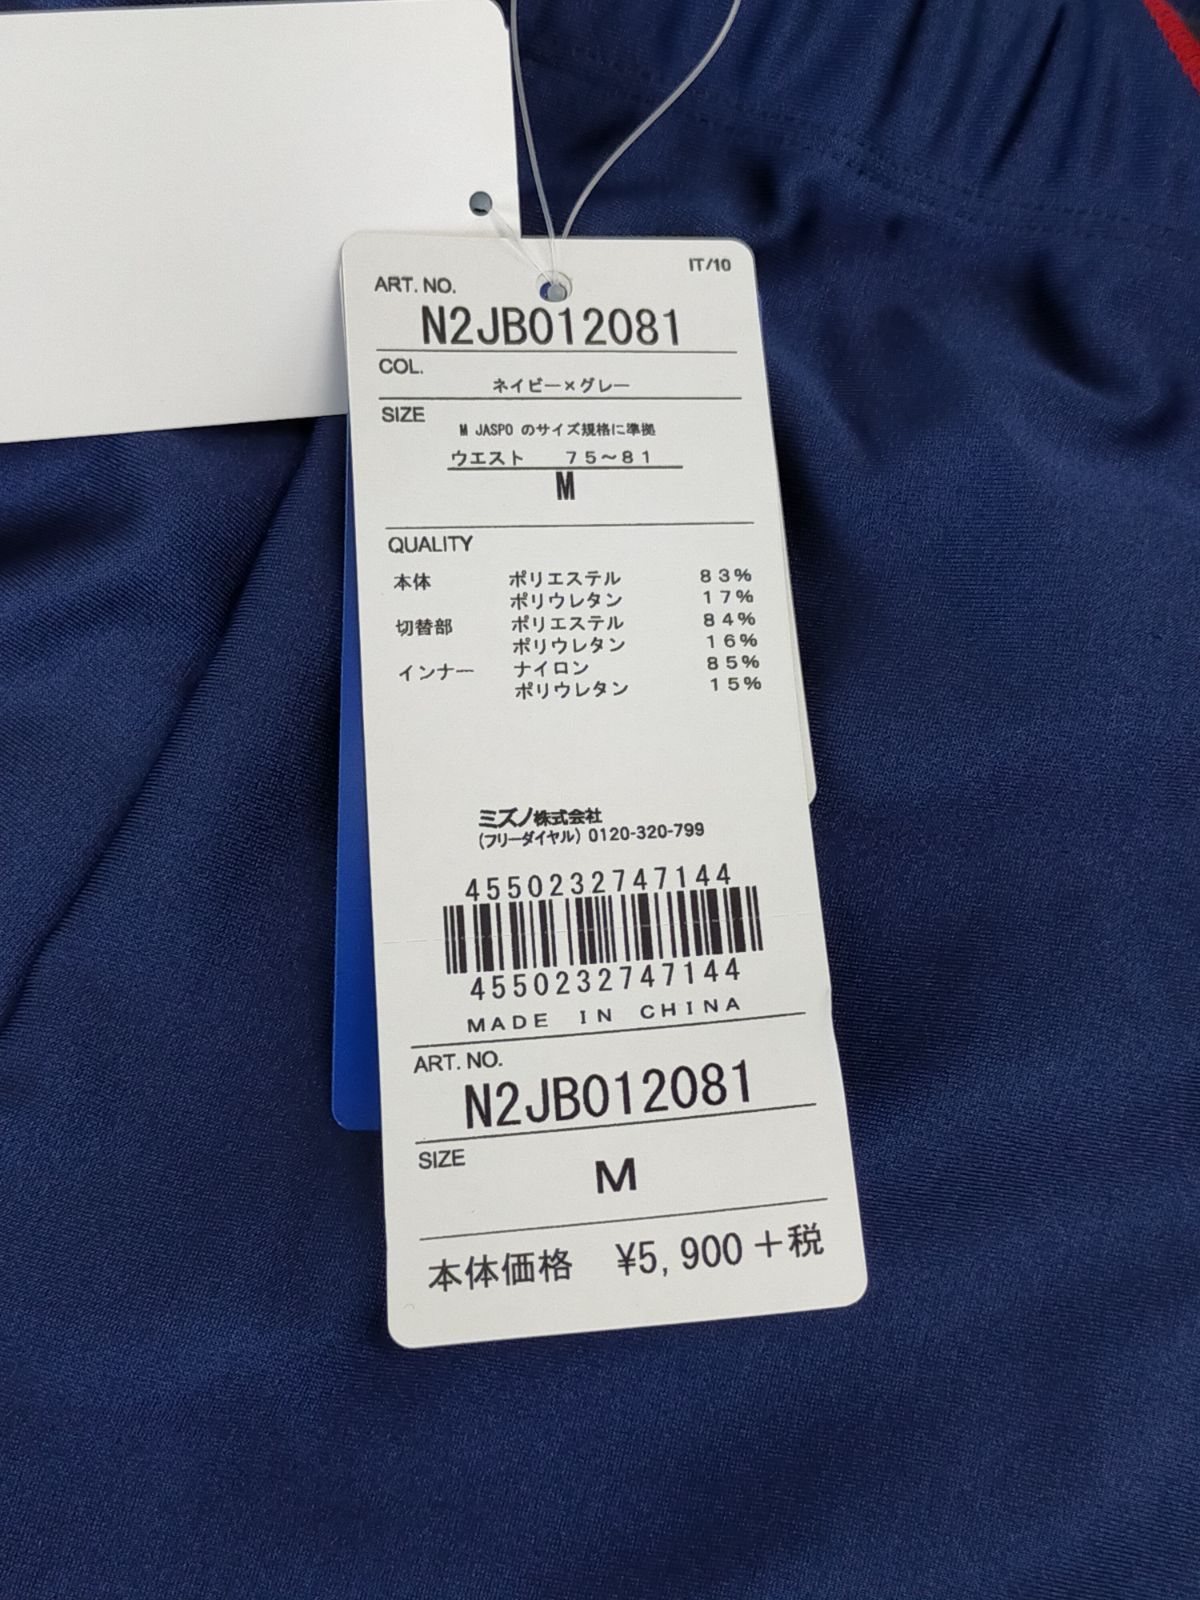 IT/10
ART. NO.
N2JB012081
COL.
ネイビー×グレー
SIZE
M JASPO のサイズ規格に準拠
ウエスト 75~81
M
QUALITY
本体 ポリエステル 83%
ポリウレタン 17%
切替部 ポリエステル 84%
ポリウレタン 16%
インナー ナイロン 85%
ポリウレタン 15%
ミズノ株式会社
(フリーダイヤル) 0120-320-799
4550232747144
4550232747144
MADE IN CHINA
ART. NO.
N2JB012081
SIZE
M
本体価格 ¥5,900+税